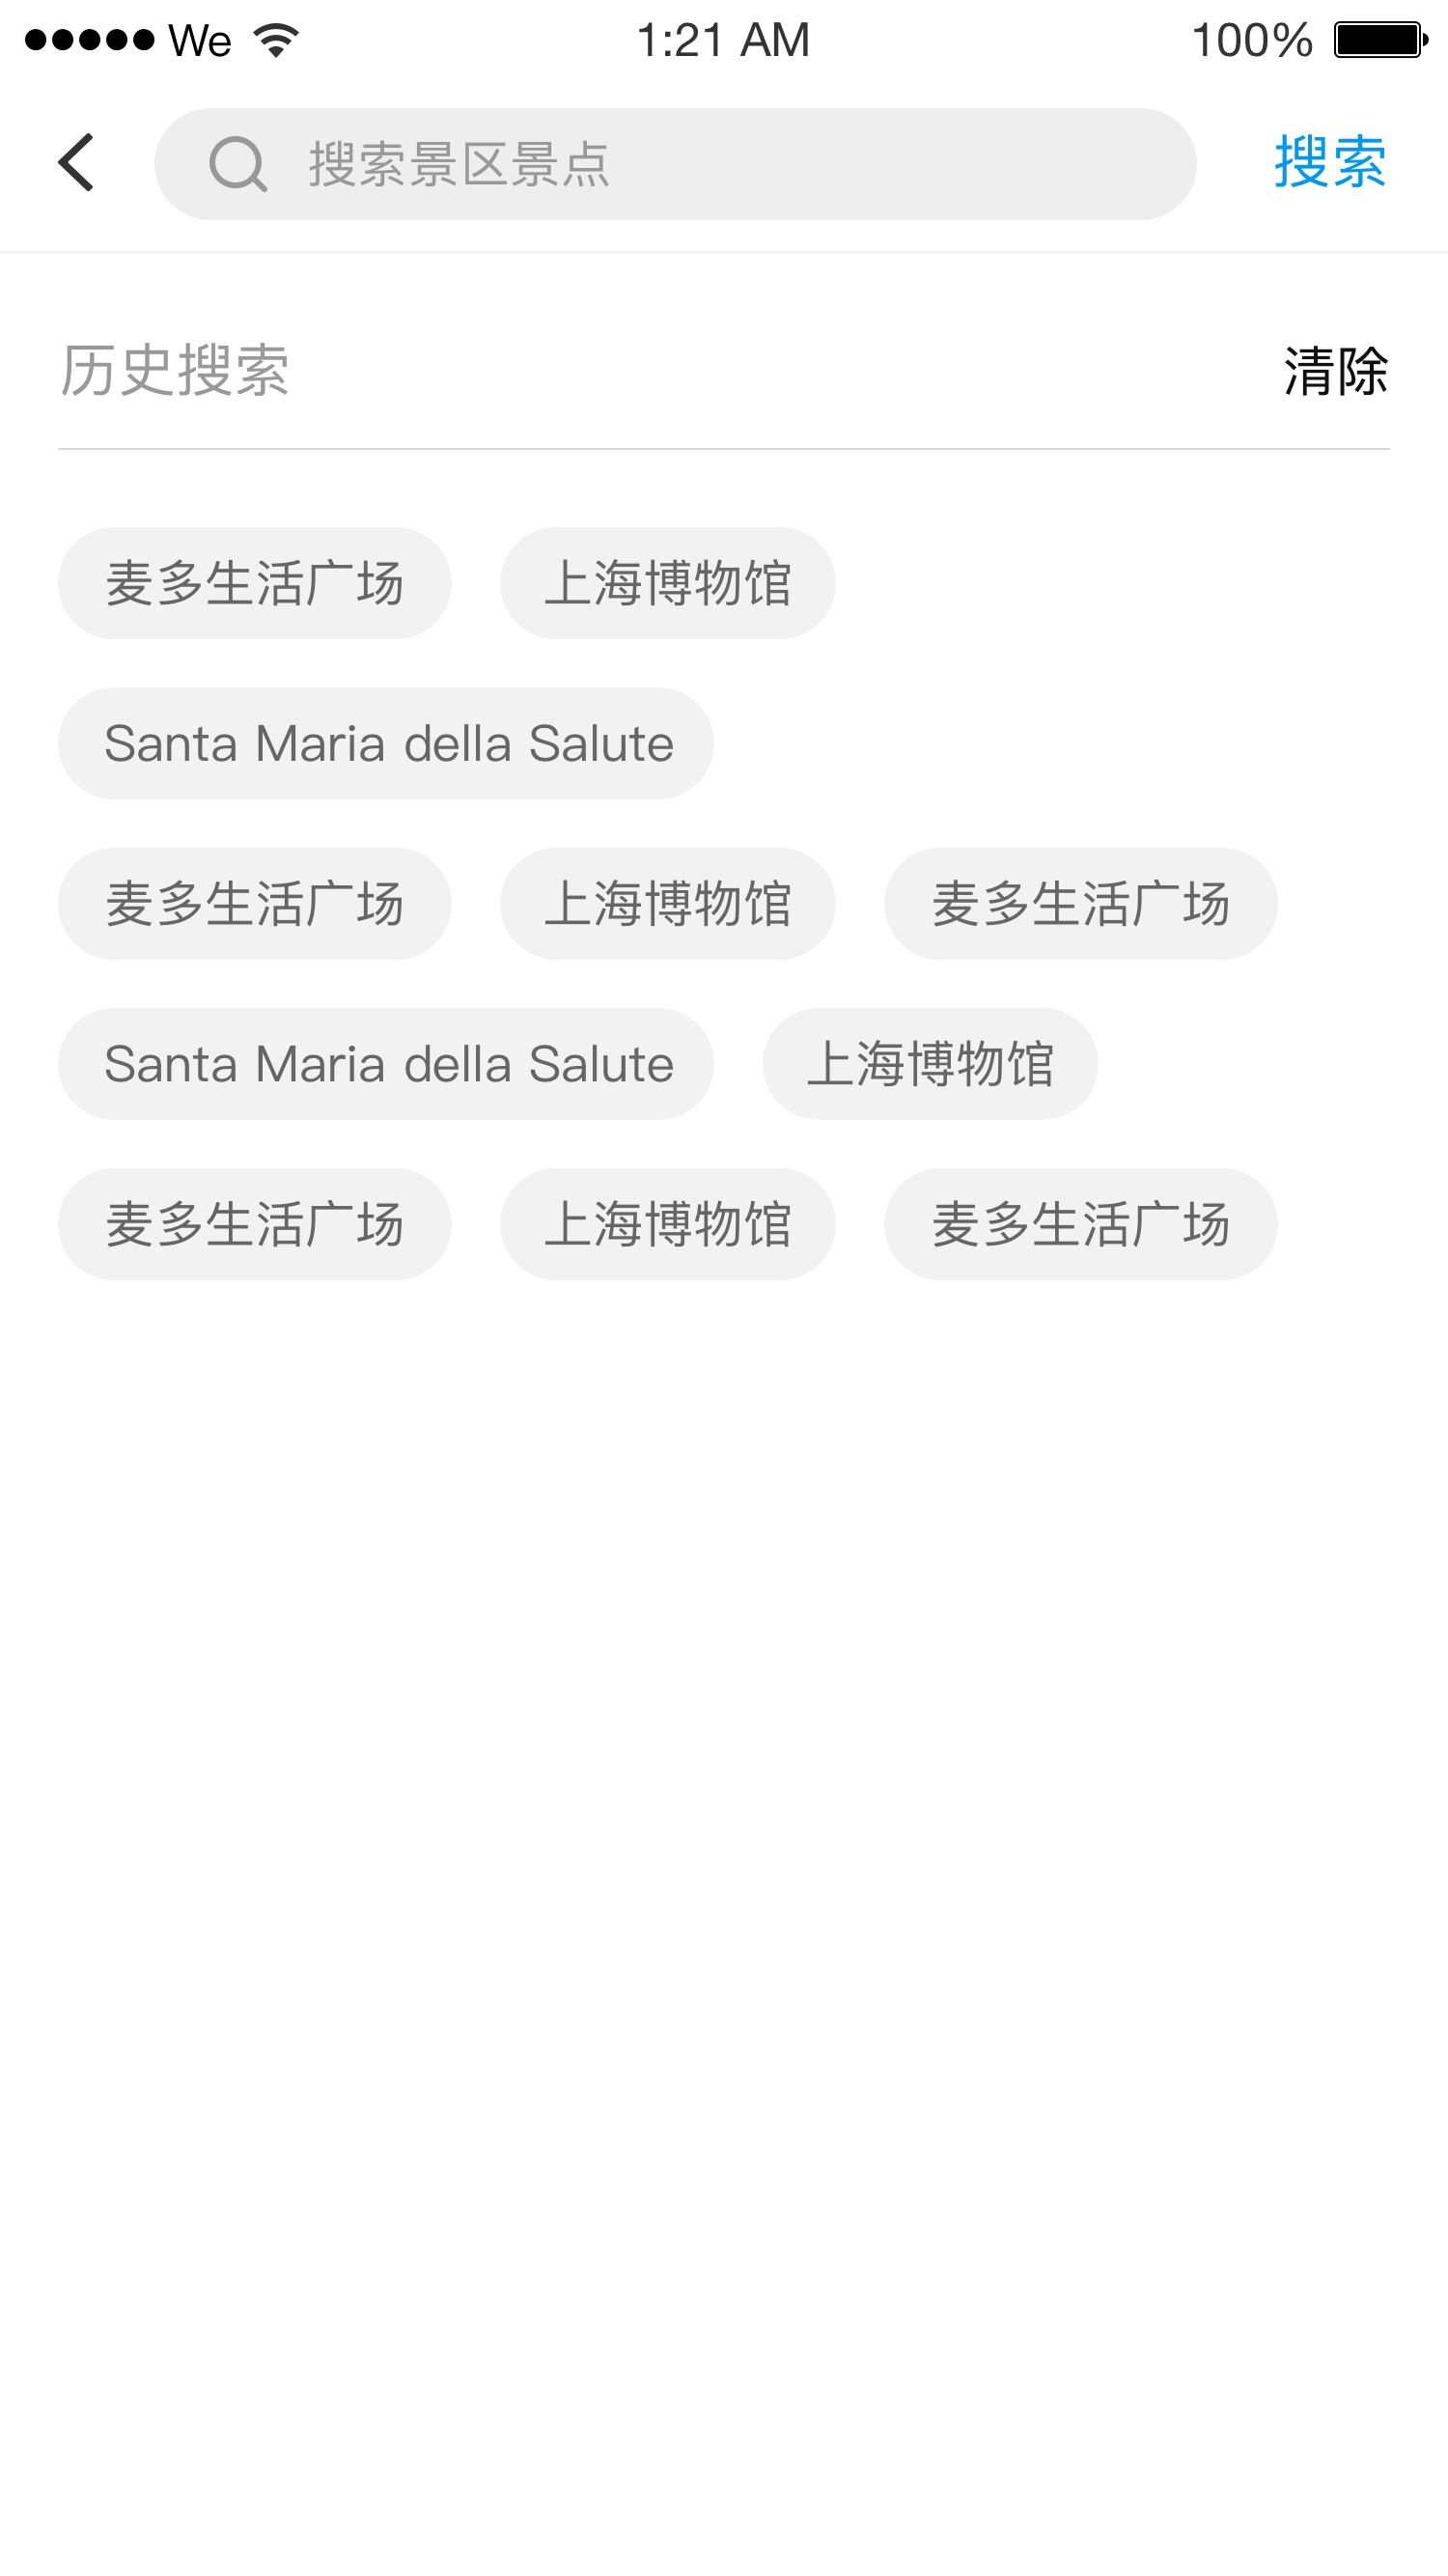 We 1:21 AM 100%
搜索景区景点 搜索
历史搜索 清除
麦多生活广场 上海博物馆
Santa Maria della Salute
麦多生活广场 上海博物馆 麦多生活广场
Santa Maria della Salute 上海博物馆
麦多生活广场 上海博物馆 麦多生活广场